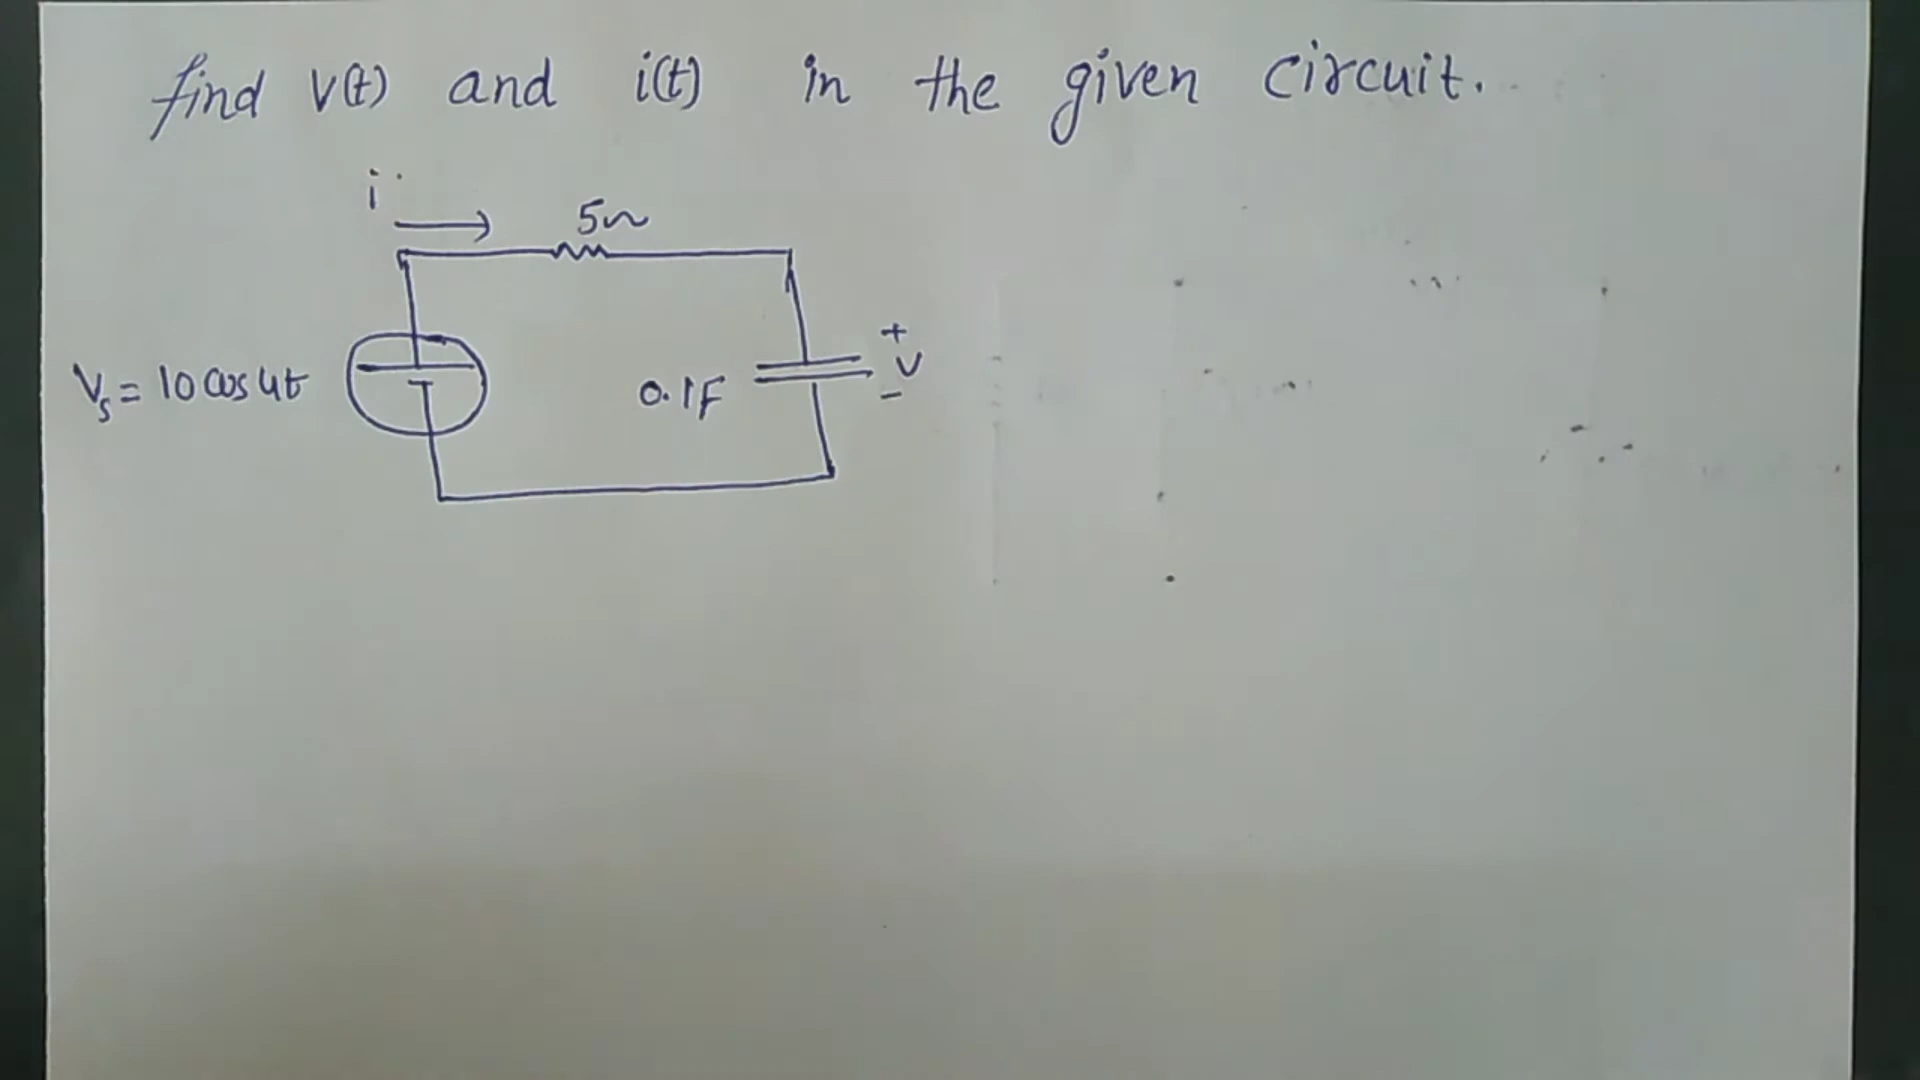 find v(t) and i(t) in the given circuit.
i
5Ω
Vs = 10 cos 4t
0.1F
+
v
-